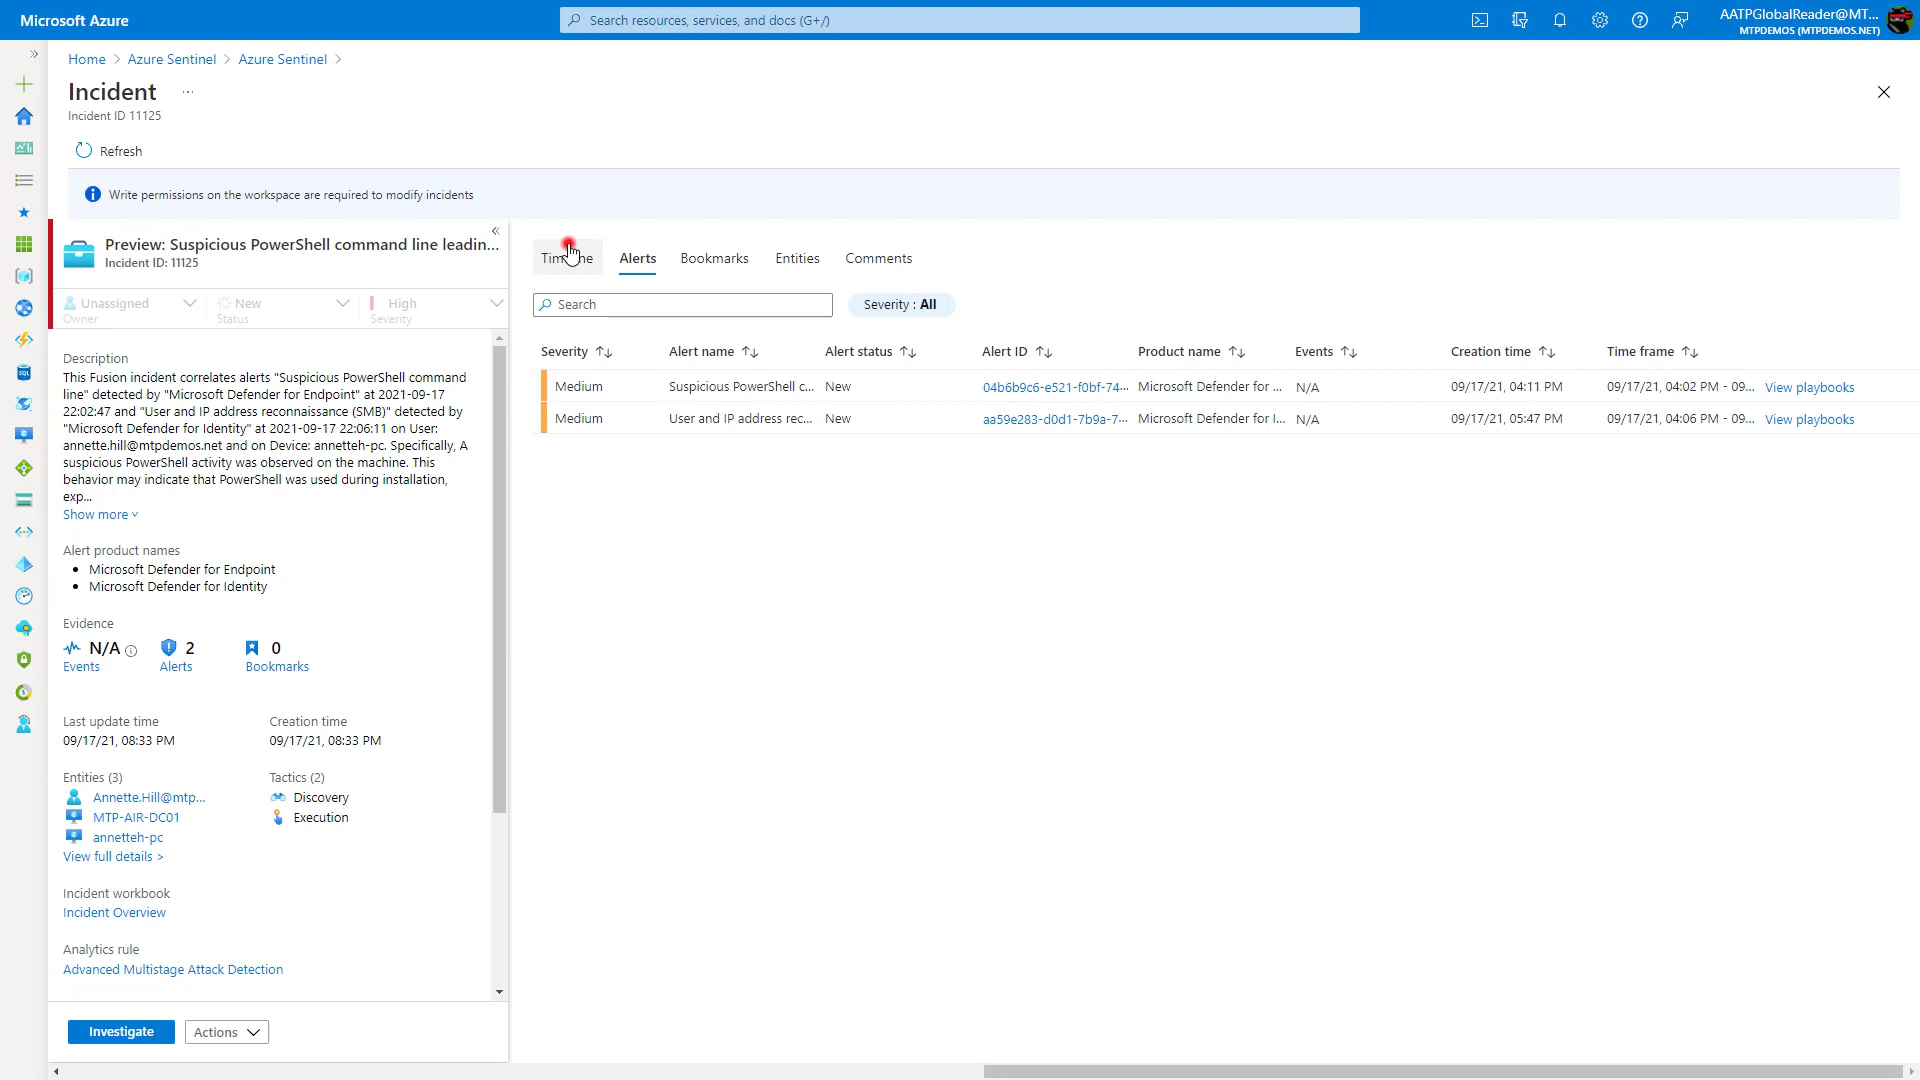 Microsoft Azure
Search resources, services, and docs (G+/)
AATPGlobalReader@MT...
MTPDEMOS (MTPDEMOS.NET)
Home > Azure Sentinel > Azure Sentinel >
Incident ...
Incident ID 11125
Refresh
Write permissions on the workspace are required to modify incidents
Preview: Suspicious PowerShell command line leadin...
Incident ID: 11125
Unassigned
Owner
New
Status
High
Severity
Description
This Fusion incident correlates alerts "Suspicious PowerShell command
line" detected by "Microsoft Defender for Endpoint" at 2021-09-17
22:02:47 and "User and IP address reconnaissance (SMB)" detected by
"Microsoft Defender for Identity" at 2021-09-17 22:06:11 on User:
annette.hill@mtpdemos.net and on Device: annetteh-pc. Specifically, A
suspicious PowerShell activity was observed on the machine. This
behavior may indicate that PowerShell was used during installation,
exp...
Show more
Alert product names
• Microsoft Defender for Endpoint
• Microsoft Defender for Identity
Evidence
N/A
Events
2
Alerts
0
Bookmarks
Last update time
09/17/21, 08:33 PM
Creation time
09/17/21, 08:33 PM
Entities (3)
Annette.Hill@mtp...
MTP-AIR-DC01
annetteh-pc
View full details >
Tactics (2)
Discovery
Execution
Incident workbook
Incident Overview
Analytics rule
Advanced Multistage Attack Detection
Investigate
Actions
Timeline Alerts Bookmarks Entities Comments
Search
Severity : All
Severity Alert name Alert status Alert ID Product name Events Creation time Time frame
Medium Suspicious PowerShell c... New 04b6b9c6-e521-f0bf-74... Microsoft Defender for ... N/A 09/17/21, 04:11 PM 09/17/21, 04:02 PM - 09... View playbooks
Medium User and IP address rec... New aa59e283-d0d1-7b9a-7... Microsoft Defender for I... N/A 09/17/21, 05:47 PM 09/17/21, 04:06 PM - 09... View playbooks